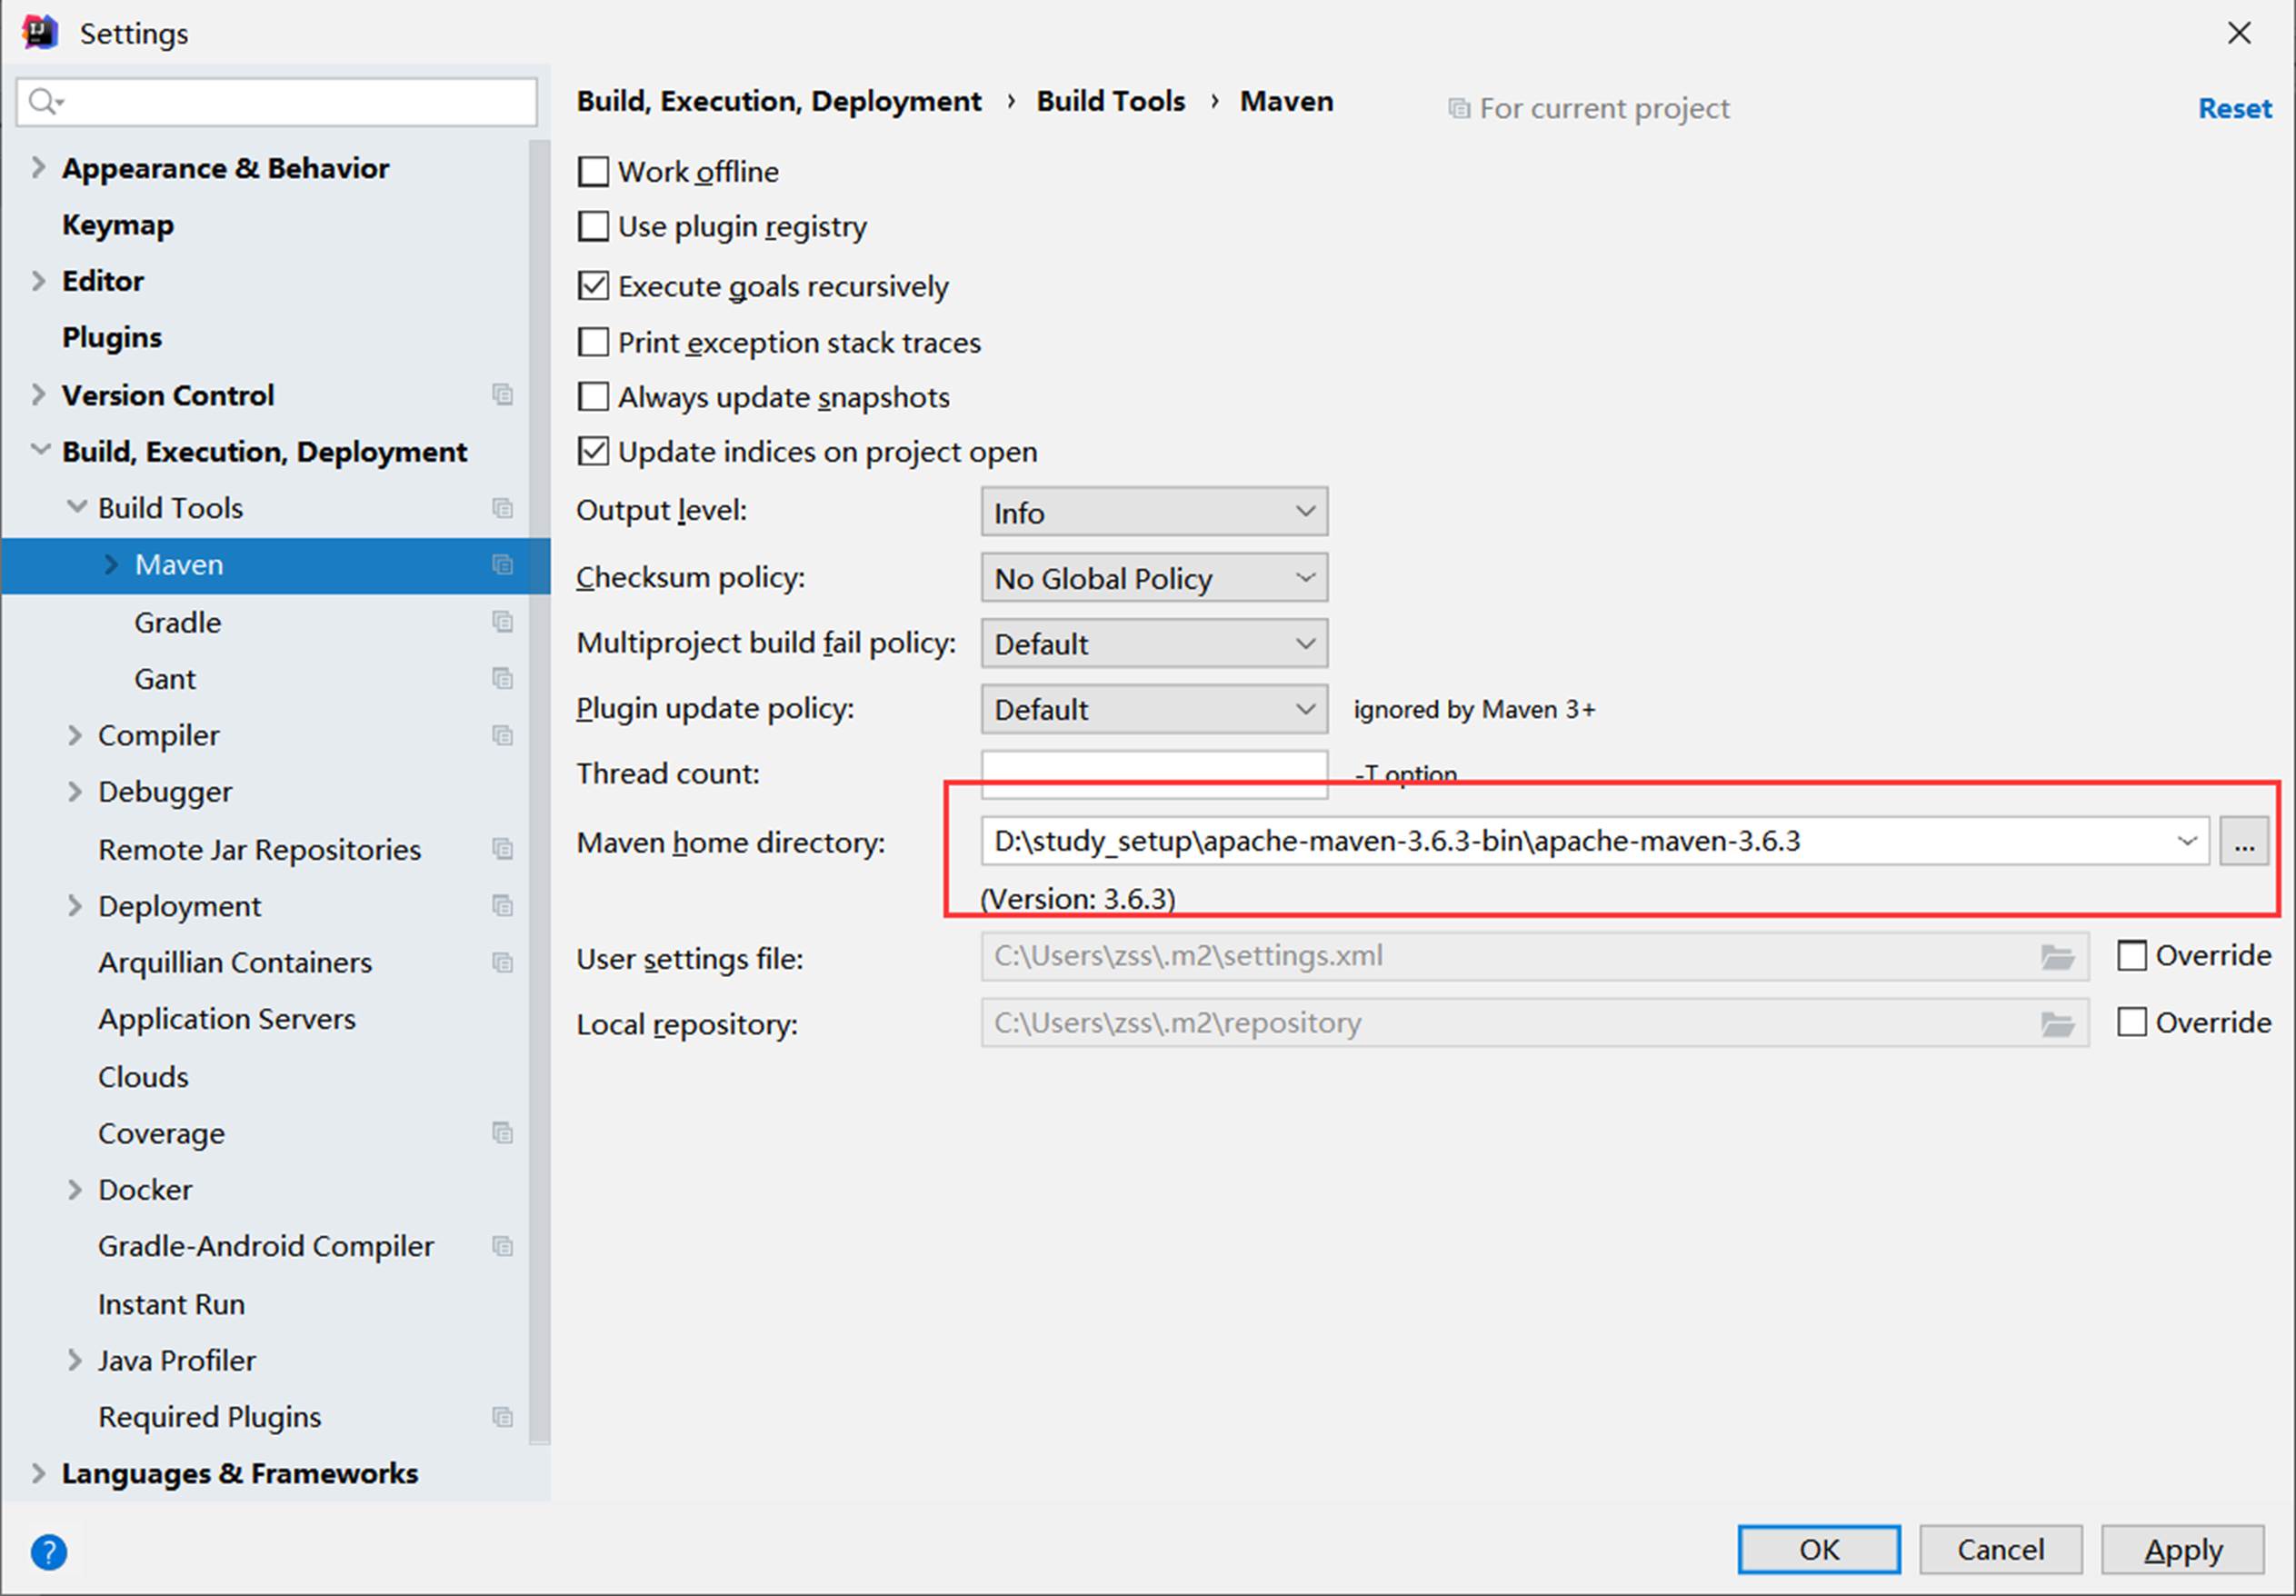 Settings
Appearance & Behavior
Keymap
Editor
Plugins
Version Control
Build, Execution, Deployment
Build Tools
Maven
Gradle
Gant
Compiler
Debugger
Remote Jar Repositories
Deployment
Arquillian Containers
Application Servers
Clouds
Coverage
Docker
Gradle-Android Compiler
Instant Run
Java Profiler
Required Plugins
Languages & Frameworks
Build, Execution, Deployment › Build Tools › Maven For current project Reset
Work offline
Use plugin registry
Execute goals recursively
Print exception stack traces
Always update snapshots
Update indices on project open
Output level: Info
Checksum policy: No Global Policy
Multiproject build fail policy: Default
Plugin update policy: Default ignored by Maven 3+
Thread count: -T option
Maven home directory: D:\study_setup\apache-maven-3.6.3-bin\apache-maven-3.6.3 ...
(Version: 3.6.3)
User settings file: C:\Users\zss\.m2\settings.xml Override
Local repository: C:\Users\zss\.m2\repository Override
? OK Cancel Apply